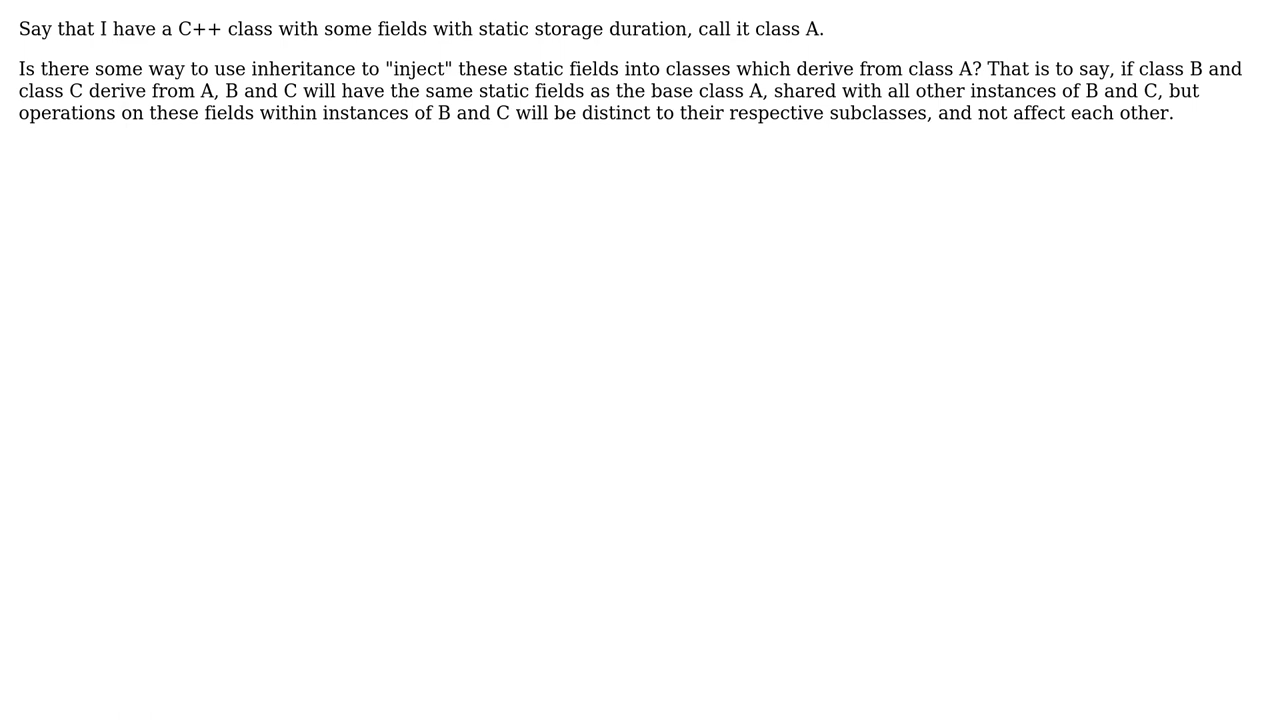 Say that I have a C++ class with some fields with static storage duration, call it class A.
Is there some way to use inheritance to "inject" these static fields into classes which derive from class A? That is to say, if class B and
class C derive from A, B and C will have the same static fields as the base class A, shared with all other instances of B and C, but
operations on these fields within instances of B and C will be distinct to their respective subclasses, and not affect each other.